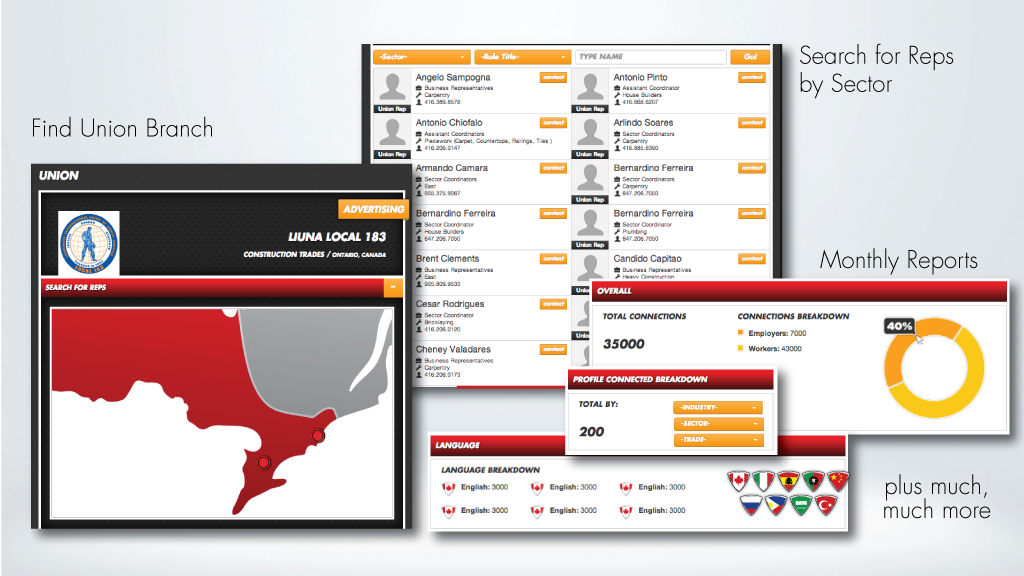 Find Union Branch
UNION
ADVERTISING
LIUNA LOCAL 183
CONSTRUCTION TRADES / ONTARIO, CANADA
LOCAL 183
SEARCH FOR REPS
-Sector-
-Role Title-
TYPE NAME
Go!
Angelo Sampogna
contact
Business Representatives
Carpentry
416.389.8578
Union Rep
Antonio Chiofalo
contact
Assistant Coordinators
Piecework (Carpet, Countertops, Railings, Tiles )
416.206.0147
Union Rep
Armando Camara
contact
Sector Coordinators
East
905.375.9367
Bernardino Ferreira
contact
Sector Coordinator
House Builders
647.206.7050
Brent Clements
contact
Business Representatives
East
905.809.9533
Cesar Rodrigues
contact
Sector Coordinator
Bricklaying
416.206.0120
Cheney Valadares
contact
Business Representatives
Carpentry
416.206.0173
Antonio Pinto
contact
Assistant Coordinator
House Builders
416.668.6207
Union Rep
Arlindo Soares
contact
Sector Coordinators
Carpentry
416.885.6390
Union Rep
Bernardino Ferreira
contact
Sector Coordinators
Carpentry
647.206.7050
Union Rep
Bernardino Ferreira
contact
Sector Coordinators
Plumbing
647.206.7050
Union Rep
Candido Capitao
contact
Business Representatives
Heavy Construction
Search for Reps
by Sector
Monthly Reports
OVERALL
TOTAL CONNECTIONS
35000
CONNECTIONS BREAKDOWN
Employers: 7000
Workers: 43000
40%
PROFILE CONNECTED BREAKDOWN
TOTAL BY:
200
-INDUSTRY-
-SECTOR-
-TRADE-
LANGUAGE
LANGUAGE BREAKDOWN
English: 3000 English: 3000 English: 3000
English: 3000 English: 3000 English: 3000
plus much,
much more